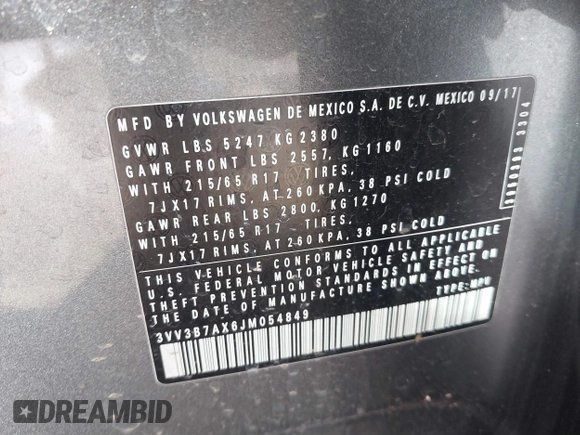 MFD BY VOLKSWAGEN DE MEXICO S.A. DE C.V. MEXICO 09/17
GVWR LBS 5247 KG 2380
GAWR FRONT LBS 2557, KG 1160
WITH 215/65 R17 TIRES,
7JX17 RIMS, AT 260 KPA, 38 PSI COLD
GAWR REAR LBS 2800, KG 1270
WITH 215/65 R17 TIRES,
7JX17 RIMS, AT 260 KPA, 38 PSI COLD
THIS VEHICLE CONFORMS TO ALL APPLICABLE
U.S. FEDERAL MOTOR VEHICLE SAFETY AND
THEFT PREVENTION STANDARDS IN EFFECT ON
THE DATE OF MANUFACTURE SHOWN ABOVE.
3VV3B7AX6JM054849
TYPE: MPV
3304
DREAMBID